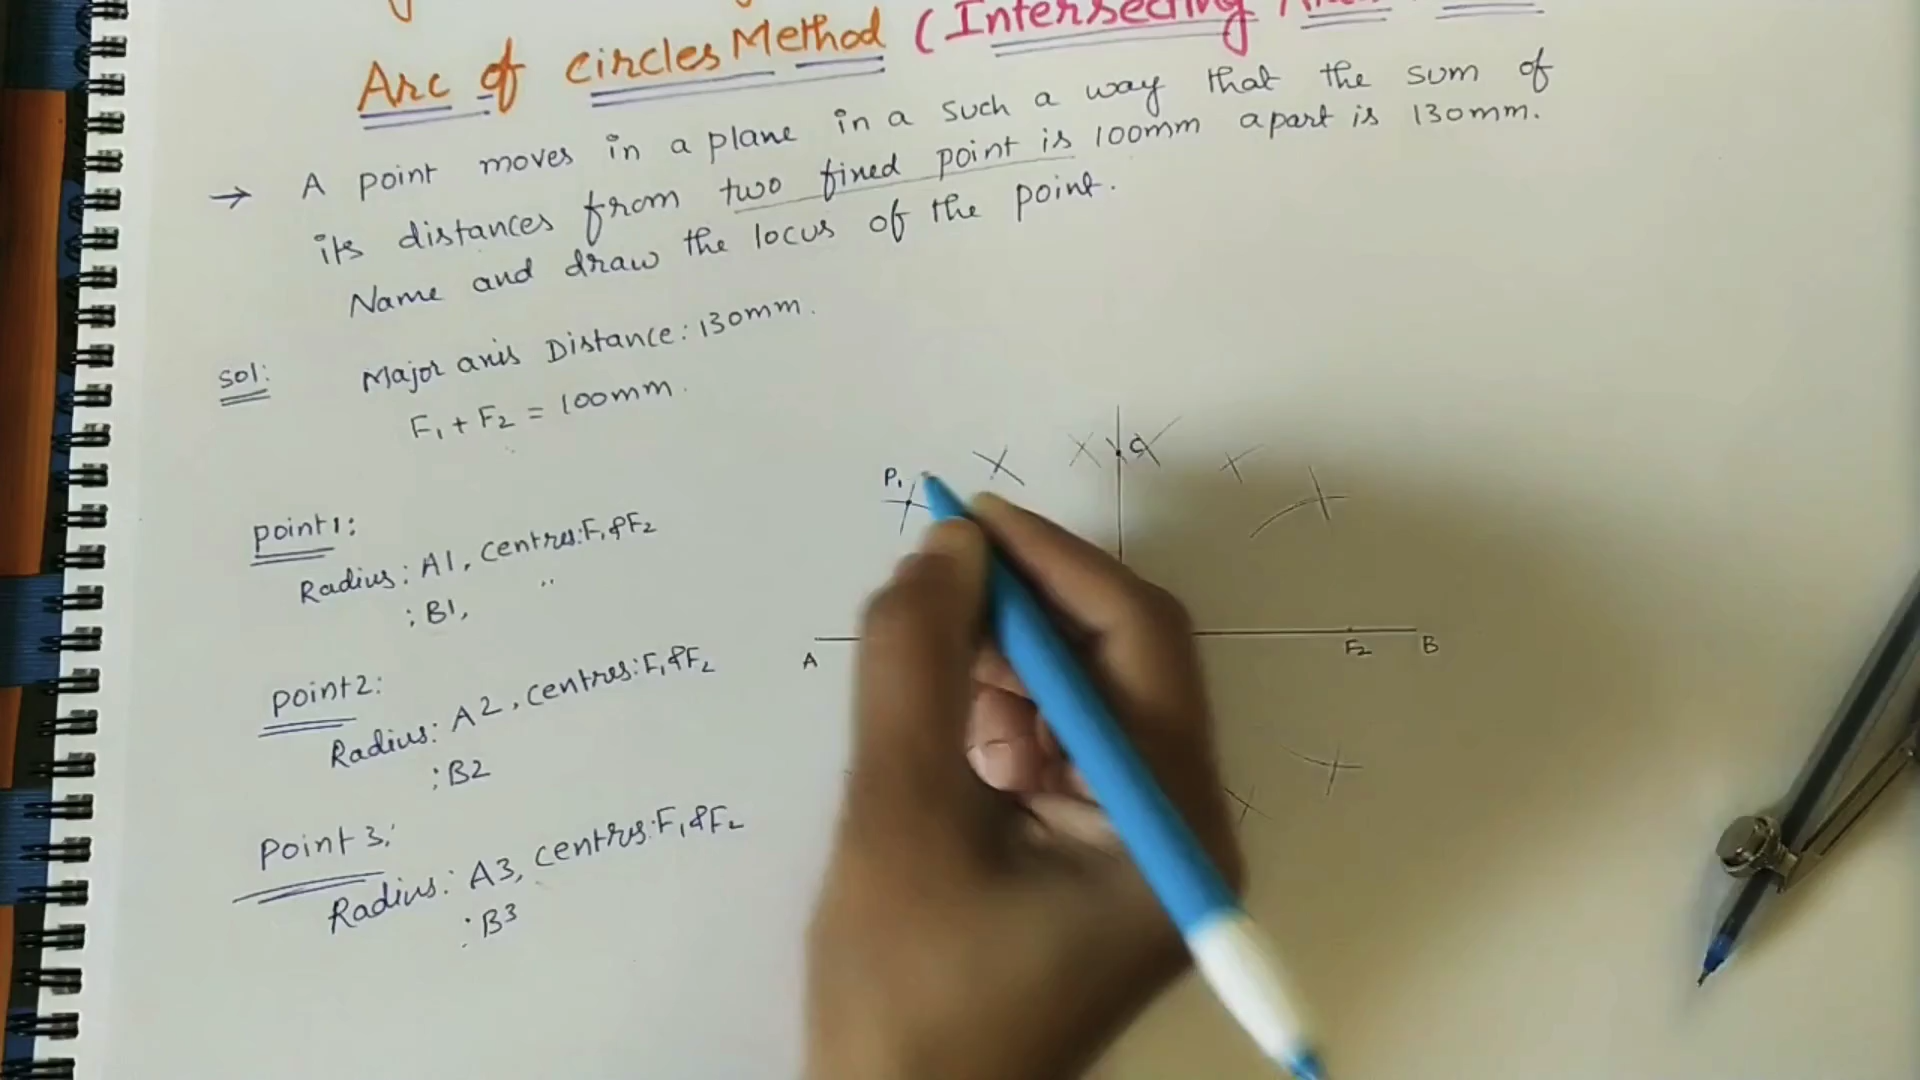 Arc of circles Method (Intersecting
→ A point moves in a plane in a such a way that the sum of
its distances from two fixed point is 100mm apart is 130mm.
Name and draw the locus of the point.
Sol: Major axis Distance: 130mm.
F1 + F2 = 100mm.
point1:
Radius: A1, centres: F1 & F2
: B1, "
point2:
Radius: A2, centres: F1 & F2
: B2
Point 3:
Radius: A3, centres: F1 & F2
: B3
P1
C
A
F2
B